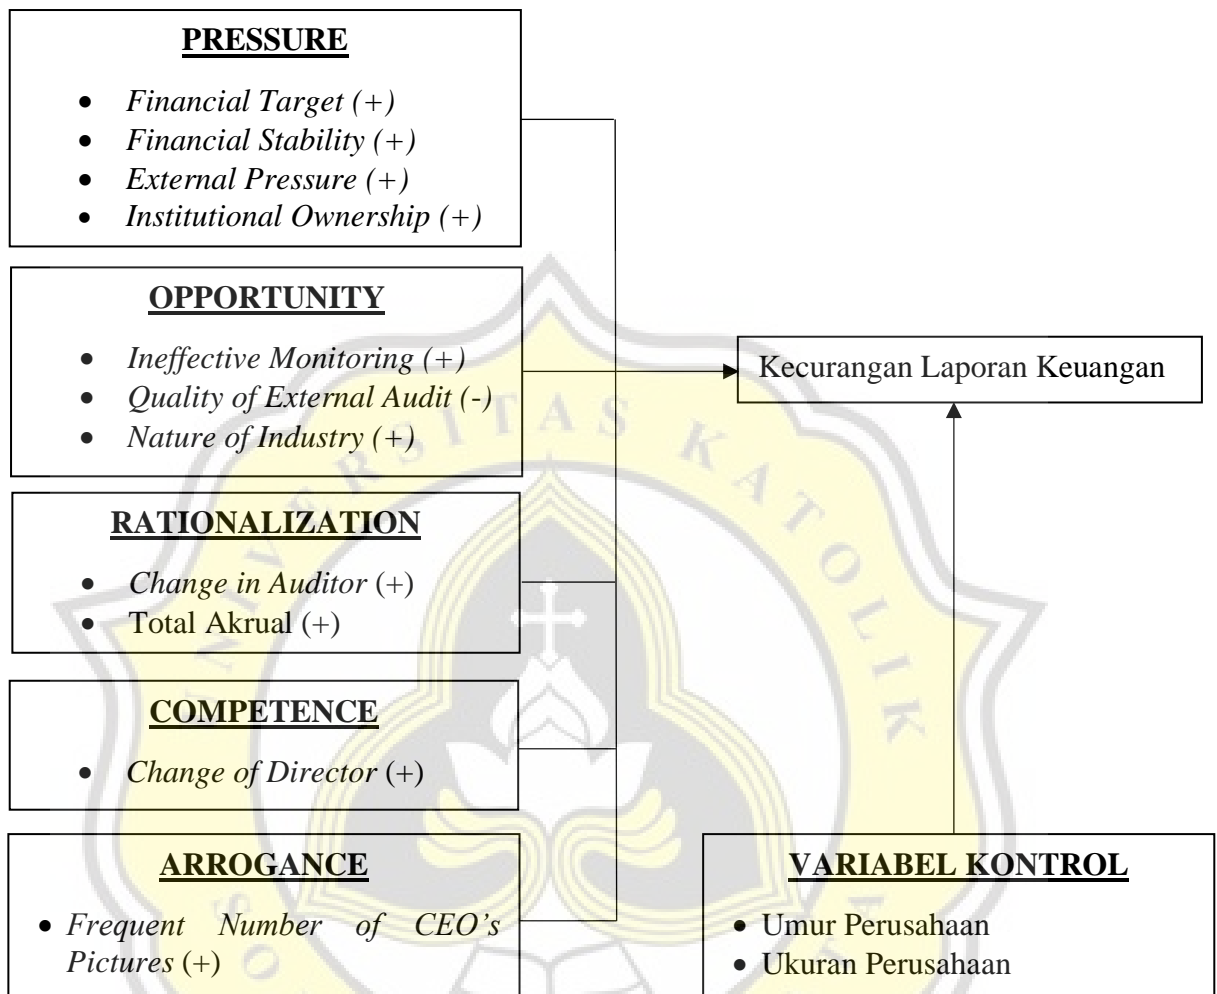 PRESSURE
• Financial Target (+)
• Financial Stability (+)
• External Pressure (+)
• Institutional Ownership (+)
OPPORTUNITY
• Ineffective Monitoring (+)
• Quality of External Audit (-)
• Nature of Industry (+)
Kecurangan Laporan Keuangan
RATIONALIZATION
• Change in Auditor (+)
• Total Akrual (+)
COMPETENCE
• Change of Director (+)
ARROGANCE
• Frequent Number of CEO's
Pictures (+)
VARIABEL KONTROL
• Umur Perusahaan
• Ukuran Perusahaan
UNIVERSITAS KATOLIK